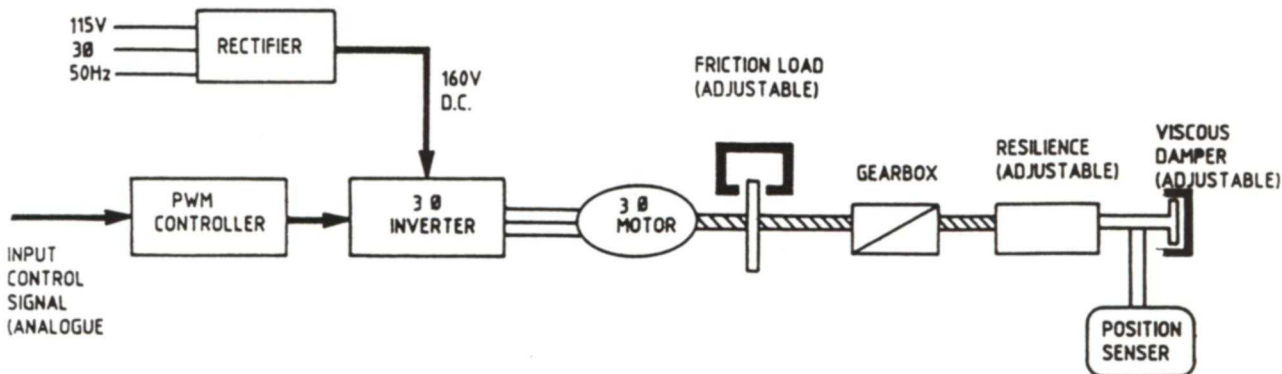 115V
3Ø
50Hz
RECTIFIER
160V
D.C.
FRICTION LOAD
(ADJUSTABLE)
GEARBOX
RESILIENCE
(ADJUSTABLE)
VISCOUS
DAMPER
(ADJUSTABLE)
PWM
CONTROLLER
3 Ø
INVERTER
3 Ø
MOTOR
INPUT
CONTROL
SIGNAL
(ANALOGUE
POSITION
SENSER